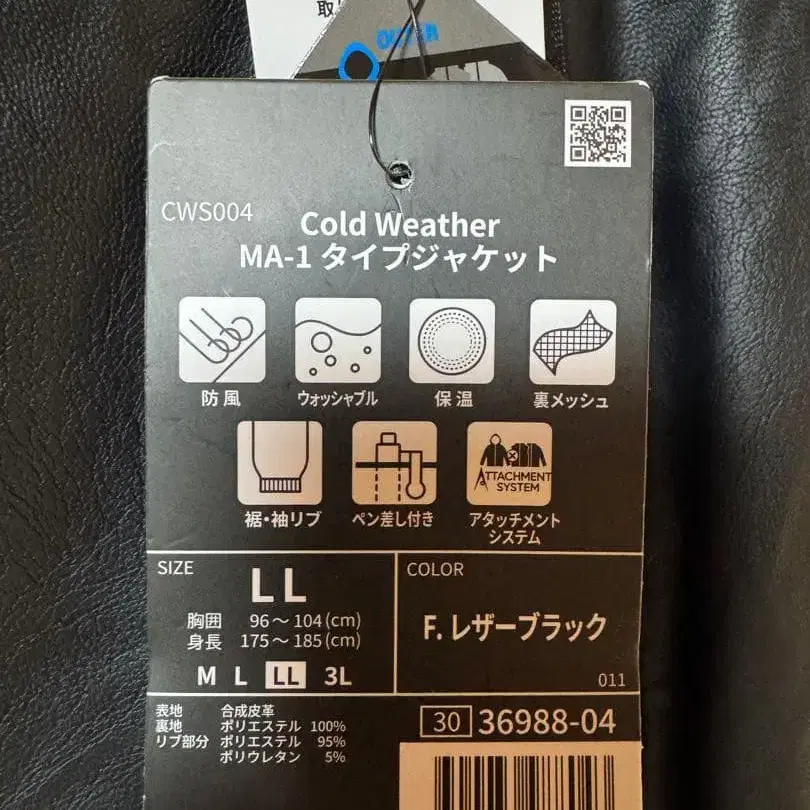 取
OUTER
CWS004
Cold Weather
MA-1 タイプジャケット
防風
ウォッシャブル
保温
裏メッシュ
裾・袖リブ
ペン差し付き
ATTACHMENT
SYSTEM
アタッチメント
システム
SIZE
LL
胸囲 96～104(cm)
身長 175～185(cm)
M L LL 3L
COLOR
F. レザーブラック
011
表地 合成皮革
裏地 ポリエステル 100%
リブ部分 ポリエステル 95%
ポリウレタン 5%
30 36988-04